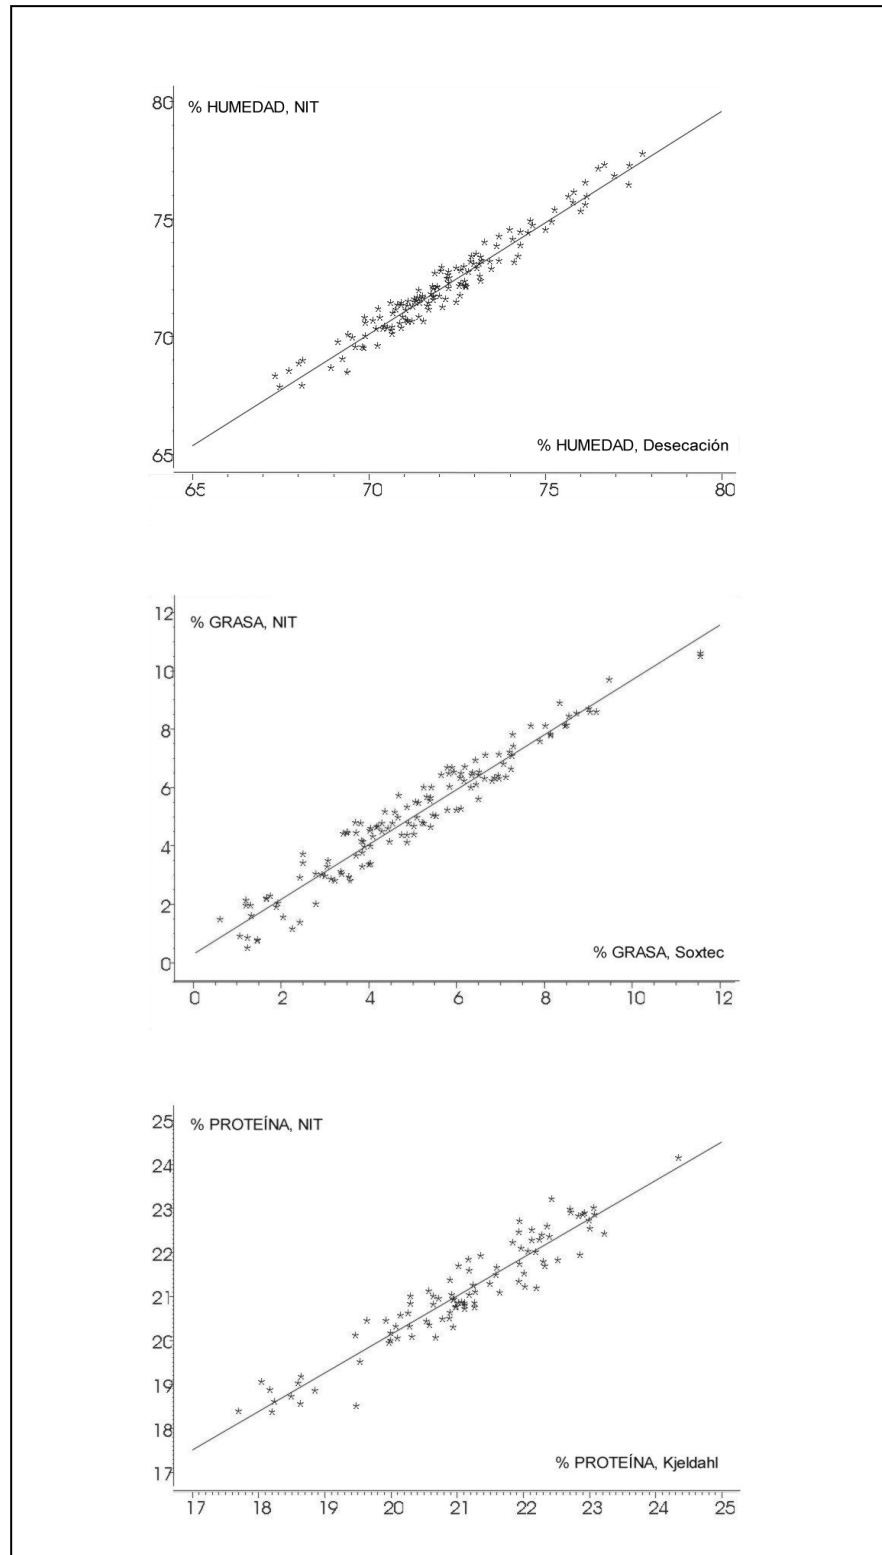 80
% HUMEDAD, NIT
75
70
65
% HUMEDAD, Desecación
65 70 75 80
12
% GRASA, NIT
10
8
6
4
2
0
% GRASA, Soxtec
0 2 4 6 8 10 12
25
% PROTEÍNA, NIT
24
23
22
21
20
19
18
17
% PROTEÍNA, Kjeldahl
17 18 19 20 21 22 23 24 25